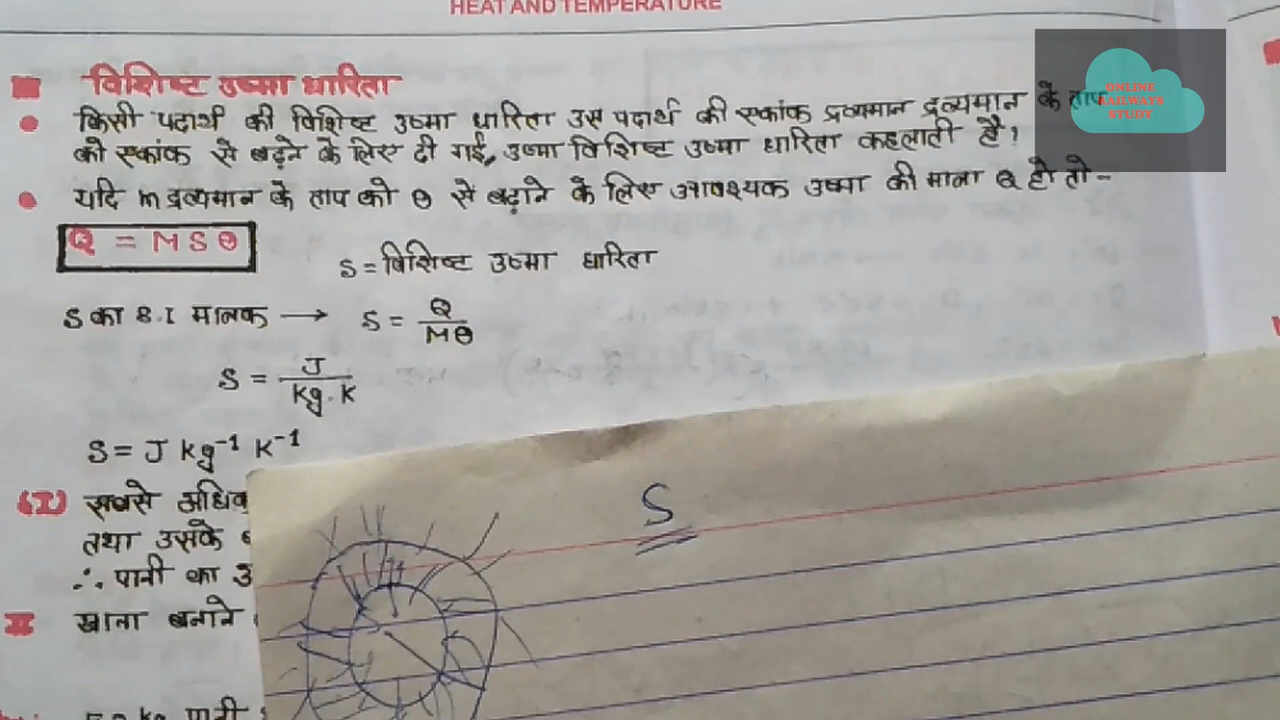 HEAT AND TEMPERATURE
ONLINE
RAILWAYS
STUDY
विशिष्ट उष्मा धारिता
किसी पदार्थ की विशिष्ट उष्मा धारिता उस पदार्थ की एकांक द्रव्यमान द्रव्यमान के ताप
को एकांक से बढ़ने के लिए दी गई, उष्मा विशिष्ट उष्मा धारिता कहलाती है।
यदि m द्रव्यमान के ताप को θ से बढ़ाने के लिए आवश्यक उष्मा की मात्रा Q हो तो -
Q = M S θ
S = विशिष्ट उष्मा धारिता
S का S.I मात्रक → S = Q/Mθ
S = J/kg.K
S = J kg⁻¹ K⁻¹
(I) सबसे अधिक
तथा उसके
∴ पानी का
II खाना बनाने
kg पानी
S